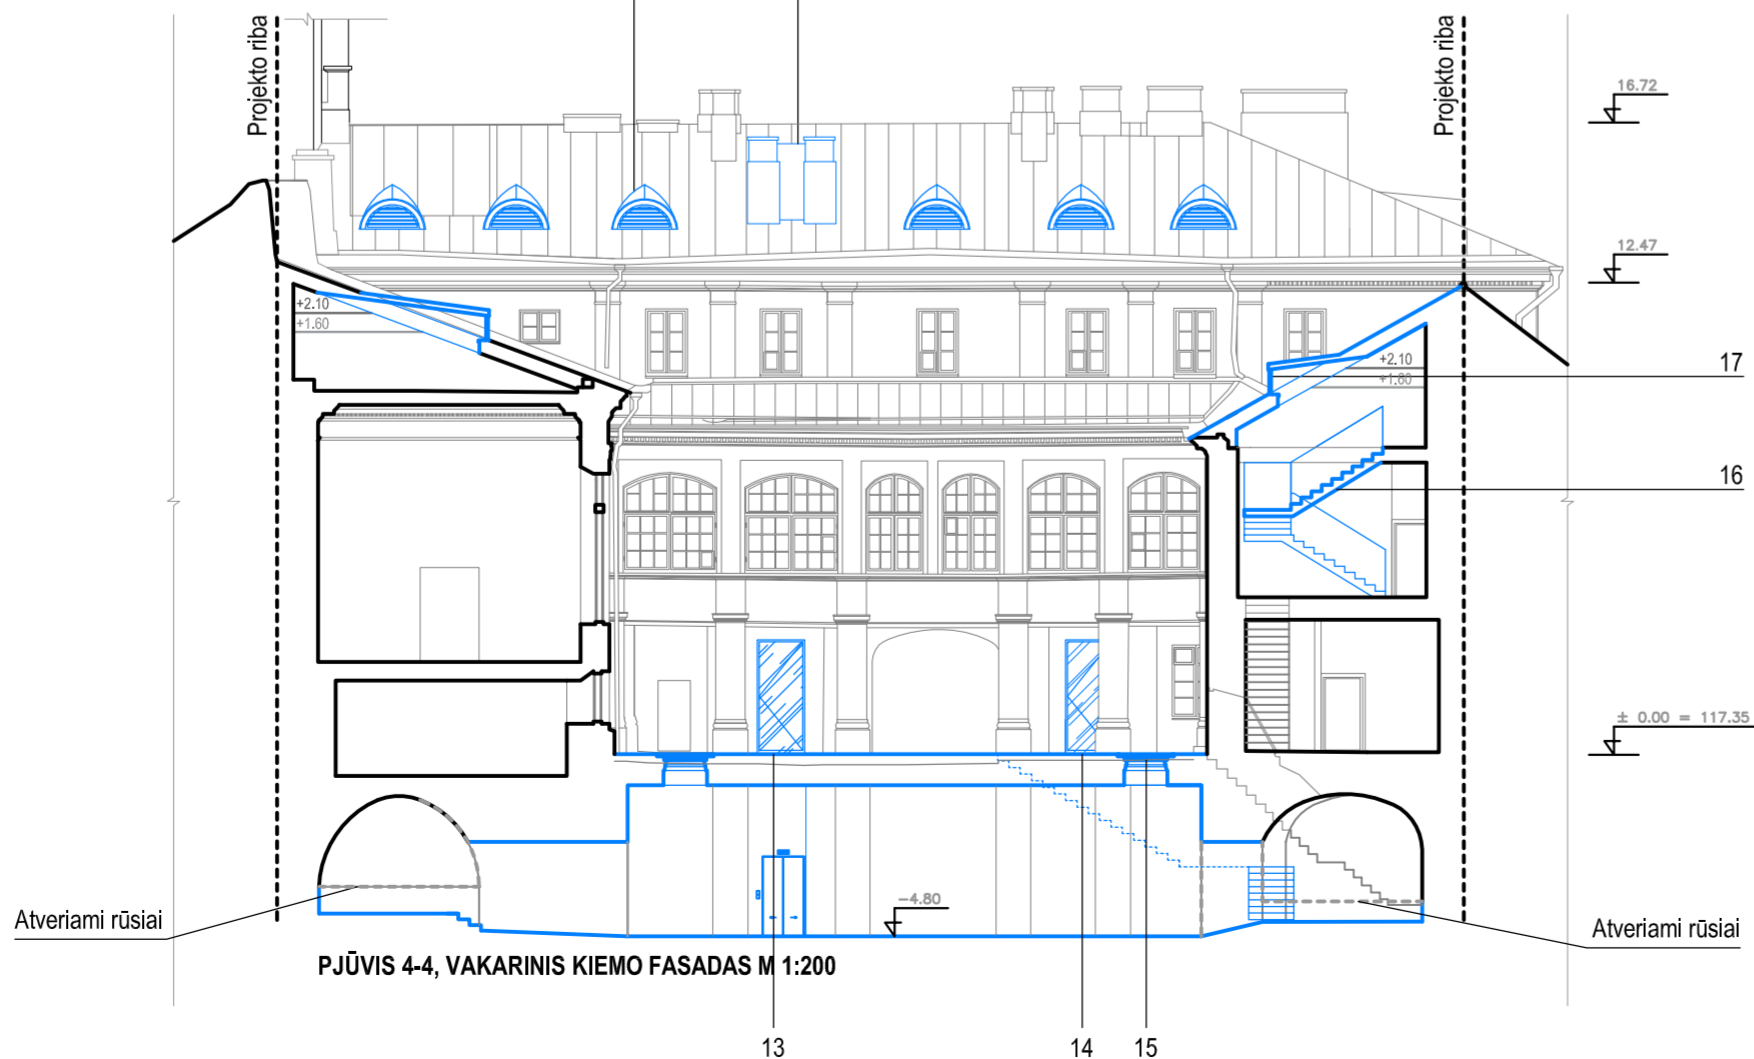 Projekto riba
Projekto riba
16.72
12.47
+2.10
+1.60
+2.10
+1.60
17
16
± 0.00 = 117.35
-4.80
Atveriami rūsiai
Atveriami rūsiai
PJŪVIS 4-4, VAKARINIS KIEMO FASADAS M 1:200
13
14
15